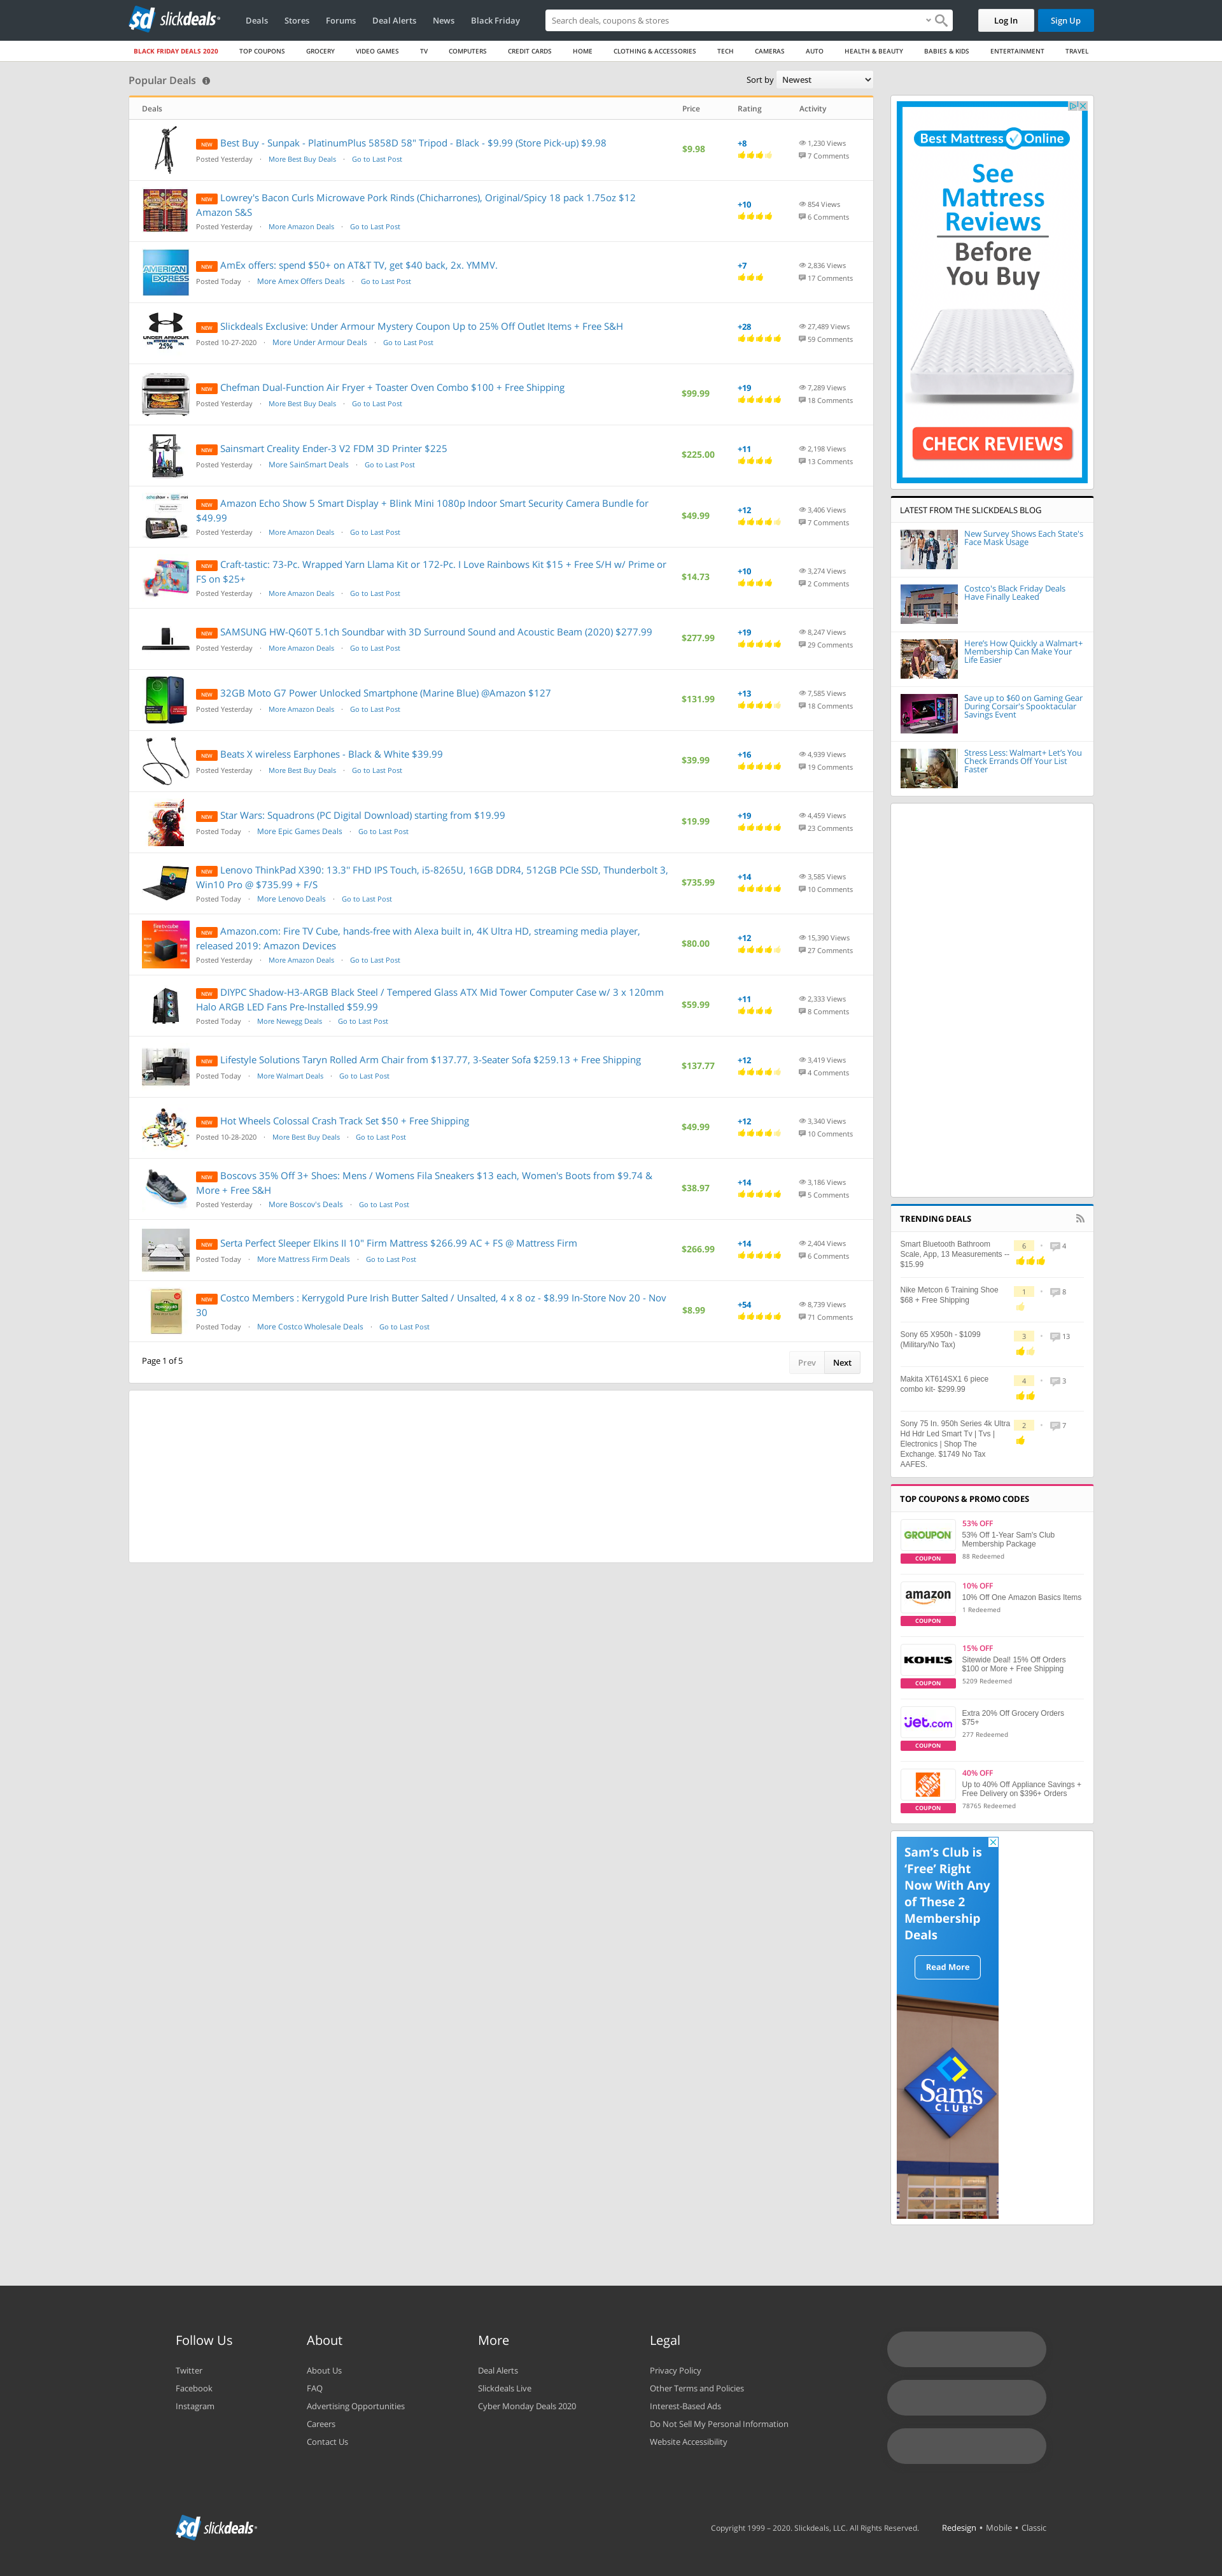 sd slickdeals
Deals Stores Forums Deal Alerts News Black Friday
Search deals, coupons & stores
Log In Sign Up
BLACK FRIDAY DEALS 2020 TOP COUPONS GROCERY VIDEO GAMES TV COMPUTERS CREDIT CARDS HOME CLOTHING & ACCESSORIES TECH CAMERAS AUTO HEALTH & BEAUTY BABIES & KIDS ENTERTAINMENT TRAVEL
Popular Deals
Sort by Newest
Deals Price Rating Activity
NEW Best Buy - Sunpak - PlatinumPlus 5858D 58" Tripod - Black - $9.99 (Store Pick-up) $9.98
Posted Yesterday · More Best Buy Deals · Go to Last Post
$9.98
+8
1,230 Views
7 Comments
NEW Lowrey's Bacon Curls Microwave Pork Rinds (Chicharrones), Original/Spicy 18 pack 1.75oz $12
Amazon S&S
Posted Yesterday · More Amazon Deals · Go to Last Post
+10
854 Views
6 Comments
AMERICAN
EXPRESS
NEW AmEx offers: spend $50+ on AT&T TV, get $40 back, 2x. YMMV.
Posted Today · More Amex Offers Deals · Go to Last Post
+7
2,836 Views
17 Comments
UNDER ARMOUR
25%
NEW Slickdeals Exclusive: Under Armour Mystery Coupon Up to 25% Off Outlet Items + Free S&H
Posted 10-27-2020 · More Under Armour Deals · Go to Last Post
+28
27,489 Views
59 Comments
NEW Chefman Dual-Function Air Fryer + Toaster Oven Combo $100 + Free Shipping
Posted Yesterday · More Best Buy Deals · Go to Last Post
$99.99
+19
7,289 Views
18 Comments
NEW Sainsmart Creality Ender-3 V2 FDM 3D Printer $225
Posted Yesterday · More SainSmart Deals · Go to Last Post
$225.00
+11
2,198 Views
13 Comments
NEW Amazon Echo Show 5 Smart Display + Blink Mini 1080p Indoor Smart Security Camera Bundle for
$49.99
Posted Yesterday · More Amazon Deals · Go to Last Post
$49.99
+12
3,406 Views
7 Comments
NEW Craft-tastic: 73-Pc. Wrapped Yarn Llama Kit or 172-Pc. I Love Rainbows Kit $15 + Free S/H w/ Prime or
FS on $25+
Posted Yesterday · More Amazon Deals · Go to Last Post
$14.73
+10
3,274 Views
2 Comments
NEW SAMSUNG HW-Q60T 5.1ch Soundbar with 3D Surround Sound and Acoustic Beam (2020) $277.99
Posted Yesterday · More Amazon Deals · Go to Last Post
$277.99
+19
8,247 Views
29 Comments
NEW 32GB Moto G7 Power Unlocked Smartphone (Marine Blue) @Amazon $127
Posted Yesterday · More Amazon Deals · Go to Last Post
$131.99
+13
7,585 Views
18 Comments
NEW Beats X wireless Earphones - Black & White $39.99
Posted Yesterday · More Best Buy Deals · Go to Last Post
$39.99
+16
4,939 Views
19 Comments
NEW Star Wars: Squadrons (PC Digital Download) starting from $19.99
Posted Today · More Epic Games Deals · Go to Last Post
$19.99
+19
4,459 Views
23 Comments
NEW Lenovo ThinkPad X390: 13.3" FHD IPS Touch, i5-8265U, 16GB DDR4, 512GB PCIe SSD, Thunderbolt 3,
Win10 Pro @ $735.99 + F/S
Posted Today · More Lenovo Deals · Go to Last Post
$735.99
+14
3,585 Views
10 Comments
firetvcube
NEW Amazon.com: Fire TV Cube, hands-free with Alexa built in, 4K Ultra HD, streaming media player,
released 2019: Amazon Devices
Posted Yesterday · More Amazon Deals · Go to Last Post
$80.00
+12
15,390 Views
27 Comments
NEW DIYPC Shadow-H3-ARGB Black Steel / Tempered Glass ATX Mid Tower Computer Case w/ 3 x 120mm
Halo ARGB LED Fans Pre-Installed $59.99
Posted Today · More Newegg Deals · Go to Last Post
$59.99
+11
2,333 Views
8 Comments
NEW Lifestyle Solutions Taryn Rolled Arm Chair from $137.77, 3-Seater Sofa $259.13 + Free Shipping
Posted Today · More Walmart Deals · Go to Last Post
$137.77
+12
3,419 Views
4 Comments
NEW Hot Wheels Colossal Crash Track Set $50 + Free Shipping
Posted 10-28-2020 · More Best Buy Deals · Go to Last Post
$49.99
+12
3,340 Views
10 Comments
NEW Boscovs 35% Off 3+ Shoes: Mens / Womens Fila Sneakers $13 each, Women's Boots from $9.74 &
More + Free S&H
Posted Yesterday · More Boscov's Deals · Go to Last Post
$38.97
+14
3,186 Views
5 Comments
NEW Serta Perfect Sleeper Elkins II 10" Firm Mattress $266.99 AC + FS @ Mattress Firm
Posted Today · More Mattress Firm Deals · Go to Last Post
$266.99
+14
2,404 Views
6 Comments
NEW Costco Members : Kerrygold Pure Irish Butter Salted / Unsalted, 4 x 8 oz - $8.99 In-Store Nov 20 - Nov
30
Posted Today · More Costco Wholesale Deals · Go to Last Post
$8.99
+54
8,739 Views
71 Comments
Page 1 of 5
Prev Next
Best Mattress Online
See
Mattress
Reviews
Before
You Buy
CHECK REVIEWS
LATEST FROM THE SLICKDEALS BLOG
New Survey Shows Each State's
Face Mask Usage
Costco's Black Friday Deals
Have Finally Leaked
Here's How Quickly a Walmart+
Membership Can Make Your
Life Easier
Save up to $60 on Gaming Gear
During Corsair's Spooktacular
Savings Event
Stress Less: Walmart+ Let's You
Check Errands Off Your List
Faster
TRENDING DEALS
Smart Bluetooth Bathroom
Scale, App, 13 Measurements --
$15.99
6 • 4
Nike Metcon 6 Training Shoe
$68 + Free Shipping
1 • 8
Sony 65 X950h - $1099
(Military/No Tax)
3 • 13
Makita XT614SX1 6 piece
combo kit- $299.99
4 • 3
Sony 75 In. 950h Series 4k Ultra
Hd Hdr Led Smart Tv | Tvs |
Electronics | Shop The
Exchange. $1749 No Tax
AAFES.
2 • 7
TOP COUPONS & PROMO CODES
GROUPON
COUPON
53% OFF
53% Off 1-Year Sam's Club
Membership Package
88 Redeemed
amazon
COUPON
10% OFF
10% Off One Amazon Basics Items
1 Redeemed
KOHL'S
COUPON
15% OFF
Sitewide Deal! 15% Off Orders
$100 or More + Free Shipping
5209 Redeemed
jet.com
COUPON
Extra 20% Off Grocery Orders
$75+
277 Redeemed
THE HOME
COUPON
40% OFF
Up to 40% Off Appliance Savings +
Free Delivery on $396+ Orders
78765 Redeemed
Sam's Club is
'Free' Right
Now With Any
of These 2
Membership
Deals
Read More
Sam's
CLUB
Follow Us
Twitter
Facebook
Instagram
About
About Us
FAQ
Advertising Opportunities
Careers
Contact Us
More
Deal Alerts
Slickdeals Live
Cyber Monday Deals 2020
Legal
Privacy Policy
Other Terms and Policies
Interest-Based Ads
Do Not Sell My Personal Information
Website Accessibility
sd slickdeals
Copyright 1999 – 2020. Slickdeals, LLC. All Rights Reserved.
Redesign • Mobile • Classic